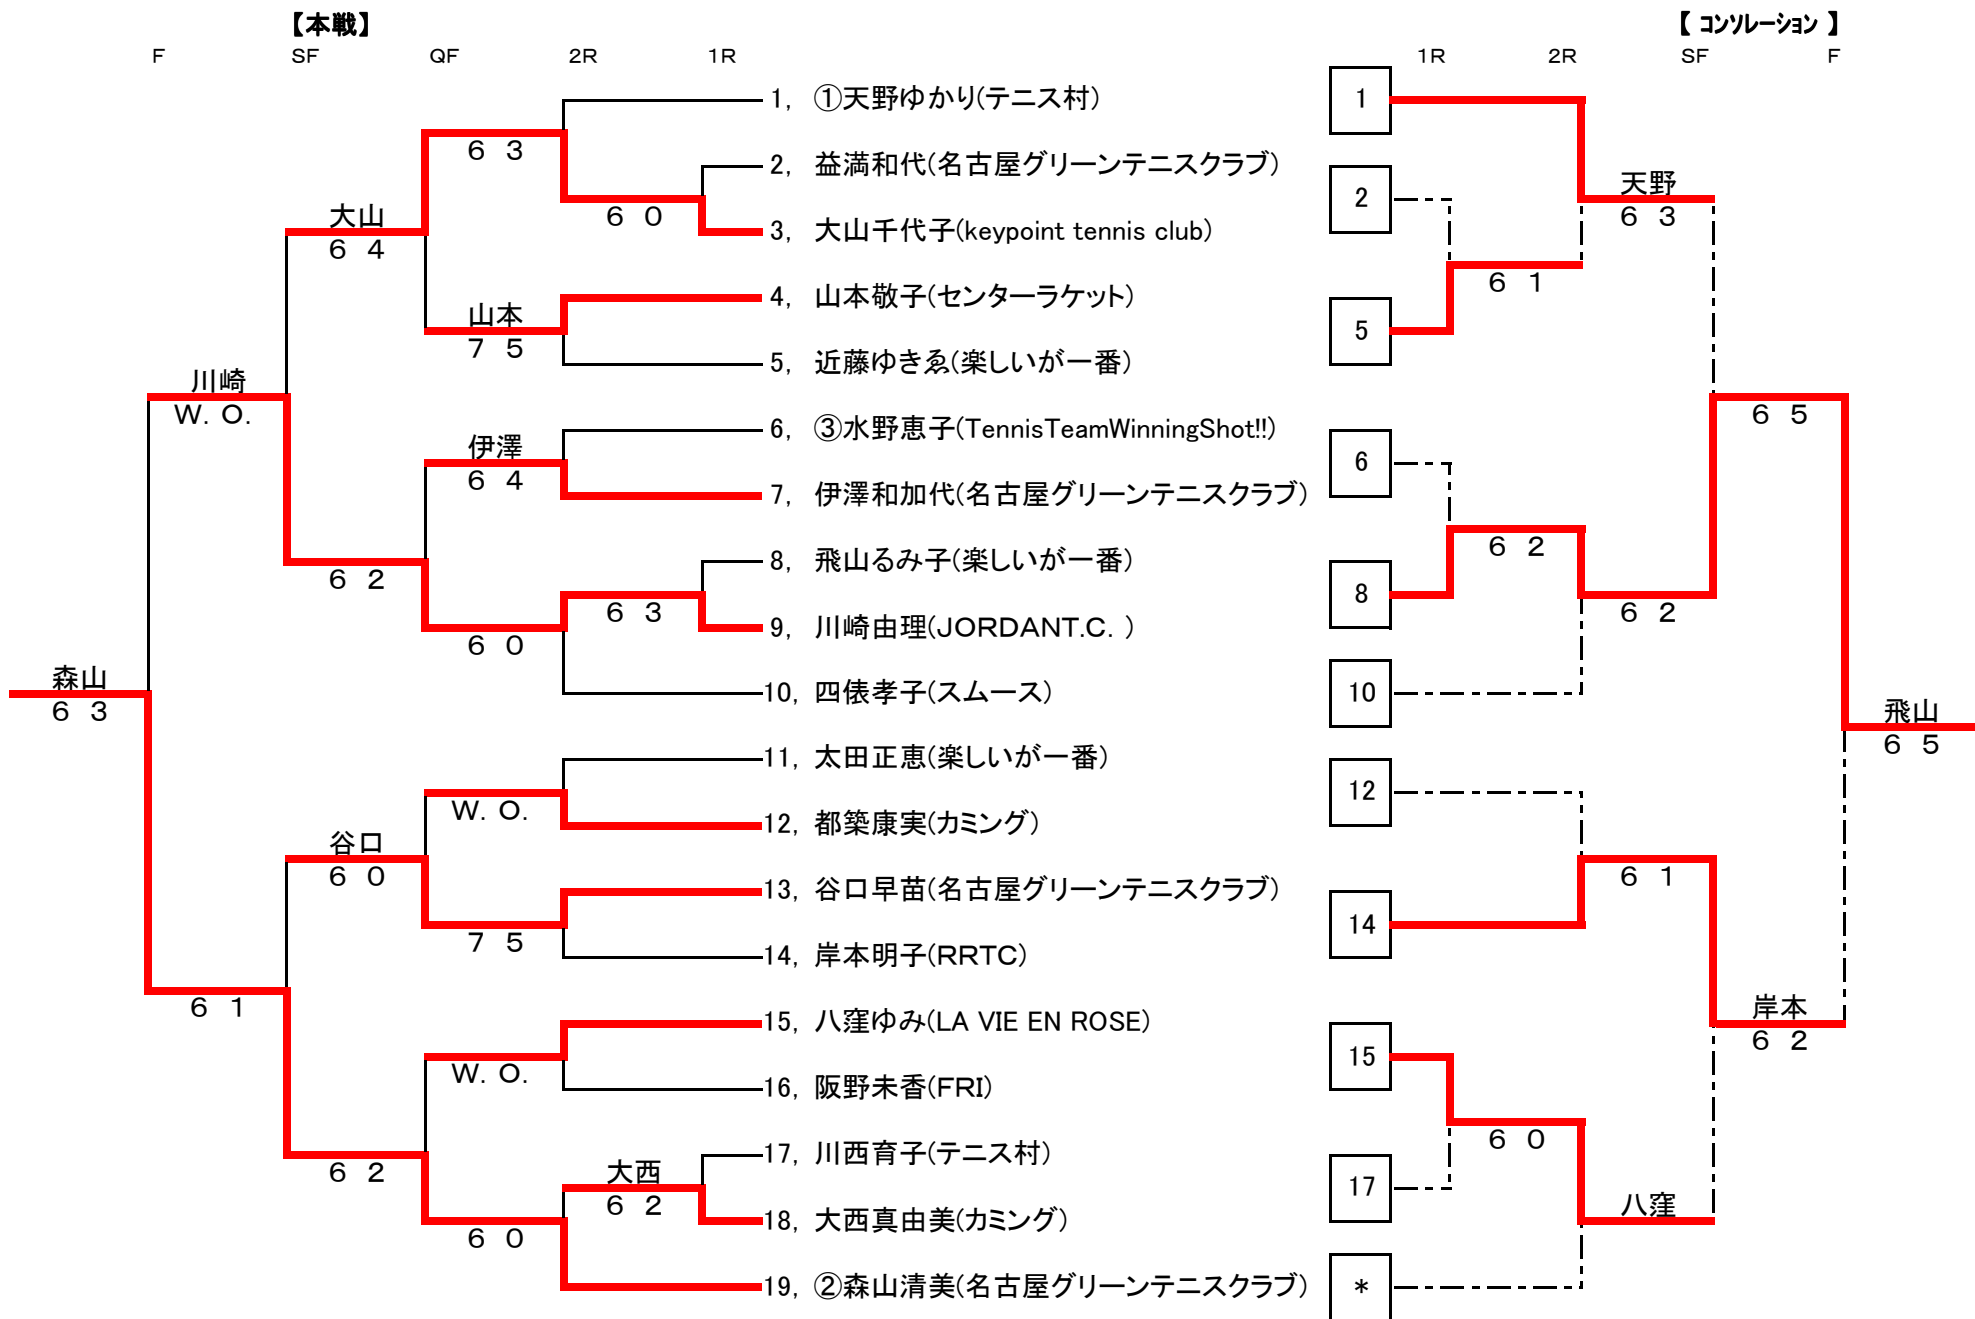 【本戦】 【 コンソレーション 】
F SF QF 2R 1R 1R 2R SF F
1, ①天野ゆかり(テニス村) 1
6 3
2, 益満和代(名古屋グリーンテニスクラブ) 2
天野
大山 6 0 6 3
3, 大山千代子(keypoint tennis club)
6 4
6 1
4, 山本敬子(センターラケット)
山本 5
7 5
5, 近藤ゆきゑ(楽しいが一番)
川崎
W. O. 6 5
6, ③水野恵子(TennisTeamWinningShot!!)
伊澤 6
6 4
7, 伊澤和加代(名古屋グリーンテニスクラブ)
6 2
8, 飛山るみ子(楽しいが一番)
6 2 8
6 3 6 2
9, 川崎由理(JORDANT.C. )
6 0
森山 10, 四俵孝子(スムース) 10
6 3 飛山
6 5
11, 太田正恵(楽しいが一番)
12
W. O.
12, 都築康実(カミング)
谷口
6 0 6 1
13, 谷口早苗(名古屋グリーンテニスクラブ)
14
7 5
14, 岸本明子(RRTC)
6 1 岸本
15, 八窪ゆみ(LA VIE EN ROSE) 6 2
15
W. O.
16, 阪野未香(FRI)
6 0
17, 川西育子(テニス村)
6 2 大西 17
6 2 八窪
18, 大西真由美(カミング)
6 0
19, ②森山清美(名古屋グリーンテニスクラブ) *